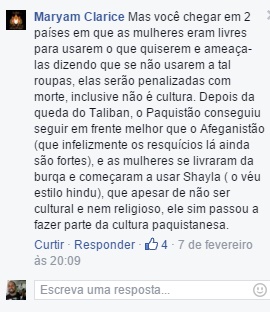 Maryam Clarice Mas você chegar em 2
países em que as mulheres eram livres
para usarem o que quiserem e ameaça-
las dizendo que se não usarem a tal
roupas, elas serão penalizadas com
morte, inclusive não é cultura. Depois da
queda do Taliban, o Paquistão conseguiu
seguir em frente melhor que o Afeganistão
(que infelizmente os resquícios lá ainda
são fortes), e as mulheres se livraram da
burqa e começaram a usar Shayla ( o véu
estilo hindu), que apesar de não ser
cultural e nem religioso, ele sim passou a
fazer parte da cultura paquistanesa.
Curtir · Responder · 4 · 7 de fevereiro
às 20:09
Escreva uma resposta...